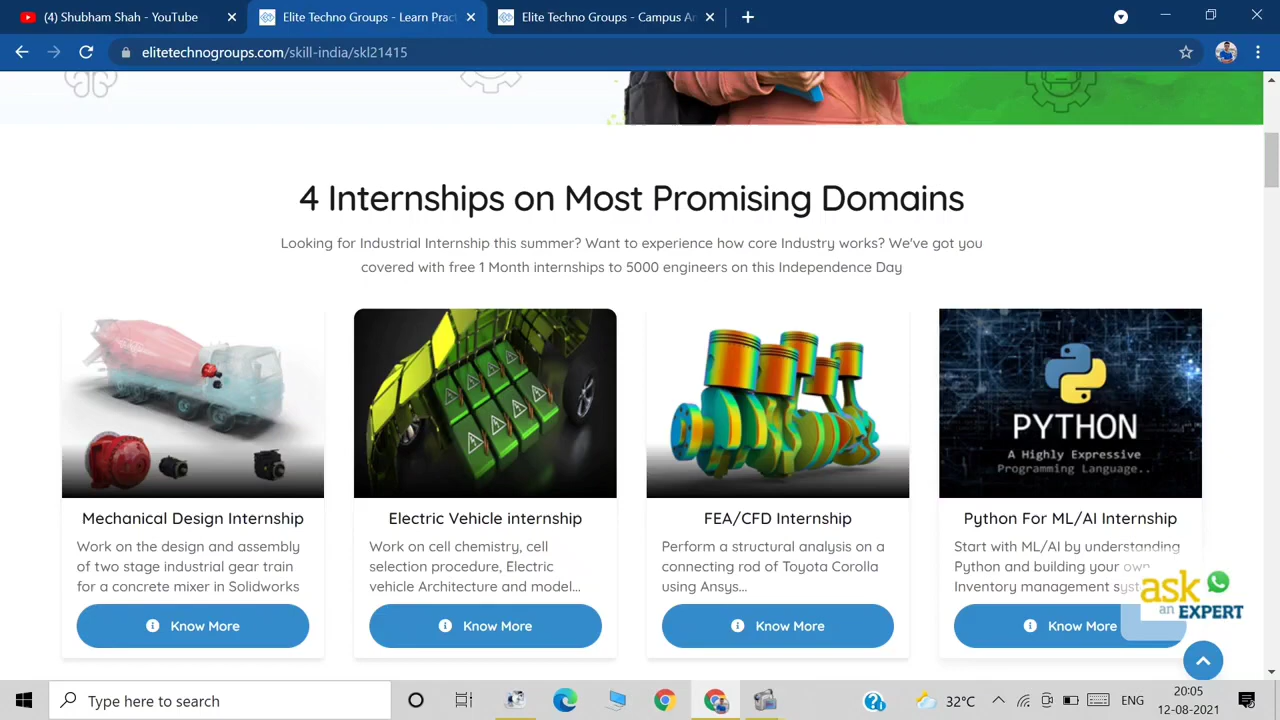 Shubham Shah - YouTube
Elite Techno Groups - Learn Pract
Elite Techno Groups - Campus Am
elitetechnogroups.com/skill-india/skl21415
4 Internships on Most Promising Domains
Looking for Industrial Internship this summer? Want to experience how core Industry works? We've got you
covered with free 1 Month internships to 5000 engineers on this Independence Day
PYTHON
A Highly Expressive
Programming Language..
Mechanical Design Internship
Work on the design and assembly
of two stage industrial gear train
for a concrete mixer in Solidworks
Know More
Electric Vehicle internship
Work on cell chemistry, cell
selection procedure, Electric
vehicle Architecture and model...
Know More
FEA/CFD Internship
Perform a structural analysis on a
connecting rod of Toyota Corolla
using Ansys...
Know More
Python For ML/AI Internship
Start with ML/AI by understanding
Python and building your own
Inventory management
Know More
ask
an EXPERT
Type here to search
32°C
ENG
20:05
12-08-2021